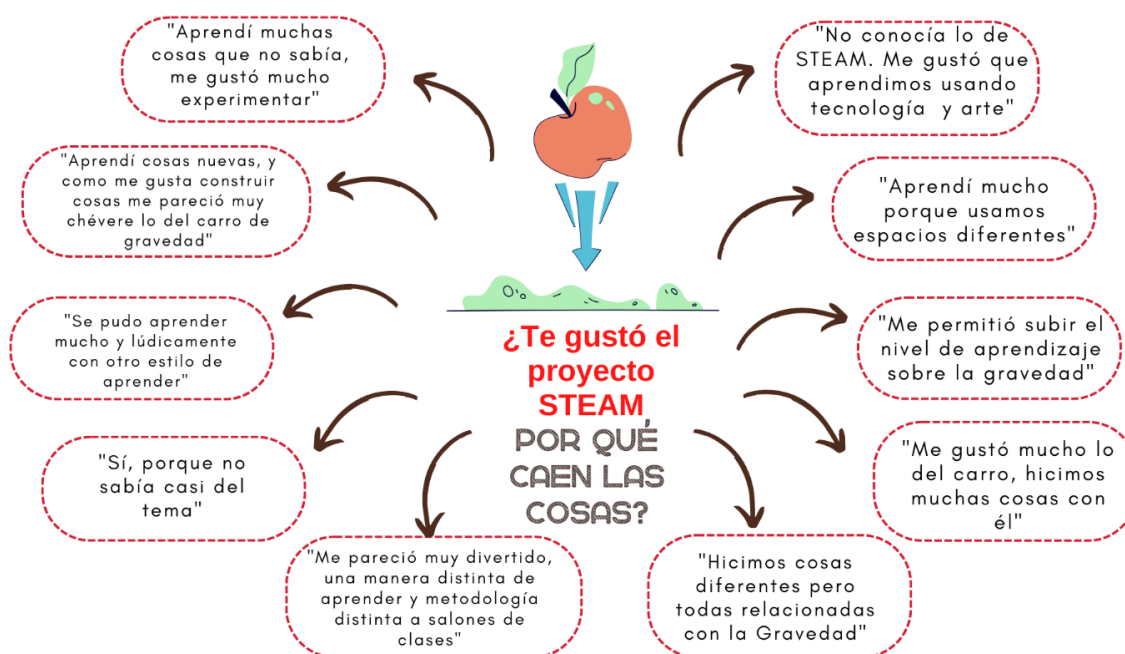 "Aprendí muchas
cosas que no sabía,
me gustó mucho
experimentar"
"No conocía lo de
STEAM. Me gustó que
aprendimos usando
tecnología y arte"
"Aprendí cosas nuevas, y
como me gusta construir
cosas me pareció muy
chévere lo del carro de
gravedad"
"Aprendí mucho
porque usamos
espacios diferentes"
"Se pudo aprender
mucho y lúdicamente
con otro estilo de
aprender"
"Me permitió subir el
nivel de aprendizaje
sobre la gravedad"
¿Te gustó el
proyecto
STEAM
POR QUÉ
CAEN LAS
COSAS?
"Sí, porque no
sabía casi del
tema"
"Me gustó mucho lo
del carro, hicimos
muchas cosas con
él"
"Me pareció muy divertido,
una manera distinta de
aprender y metodología
distinta a salones de
clases"
"Hicimos cosas
diferentes pero
todas relacionadas
con la Gravedad"